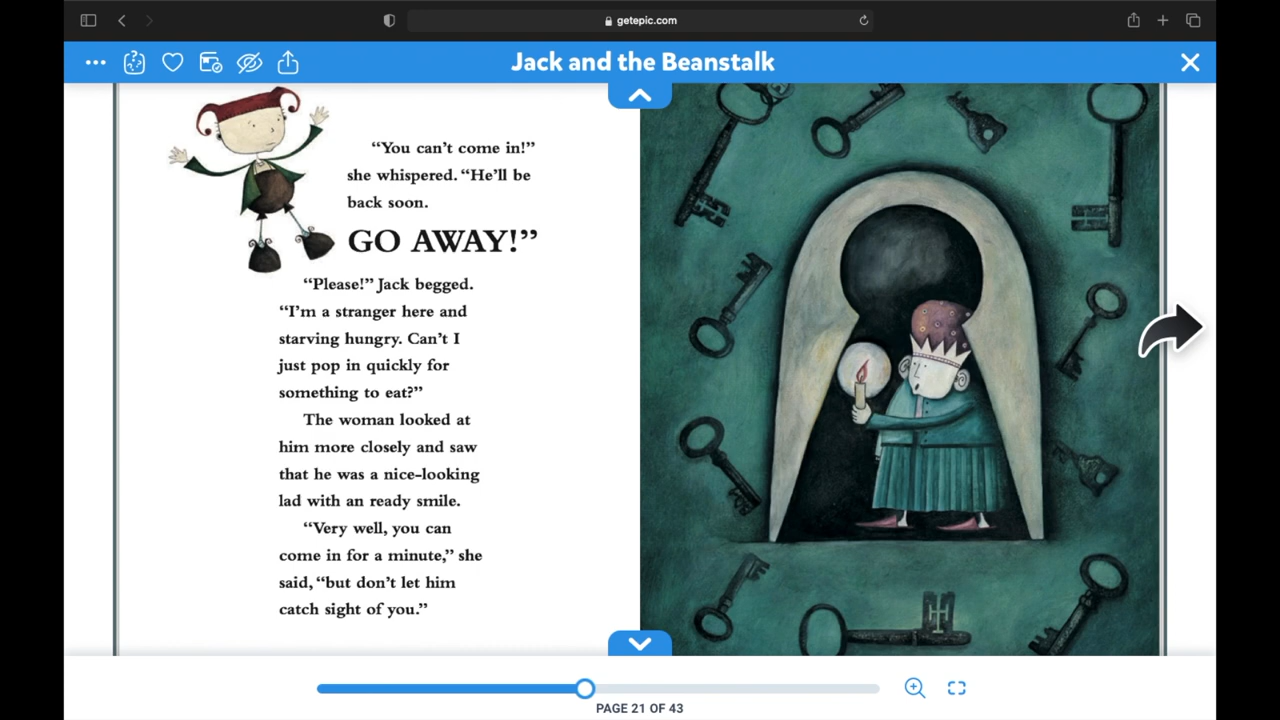 getepic.com
Jack and the Beanstalk
“You can’t come in!”
she whispered. “He’ll be
back soon.
GO AWAY!”
“Please!” Jack begged.
“I’m a stranger here and
starving hungry. Can’t I
just pop in quickly for
something to eat?”
The woman looked at
him more closely and saw
that he was a nice-looking
lad with an ready smile.
“Very well, you can
come in for a minute,” she
said, “but don’t let him
catch sight of you.”
PAGE 21 OF 43